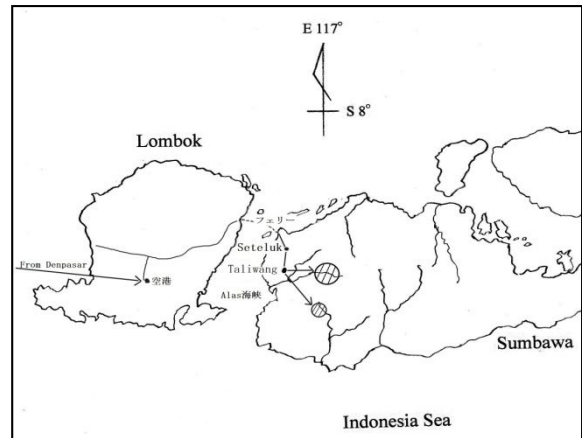 E 117°
S 8°
Lombok
フェリー
Seteluk
From Denpasar
Taliwang
空港
Alas海峡
Sumbawa
Indonesia Sea